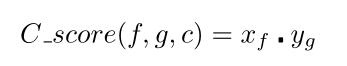 C_score(f, g, c) = x_f ▪ y_g